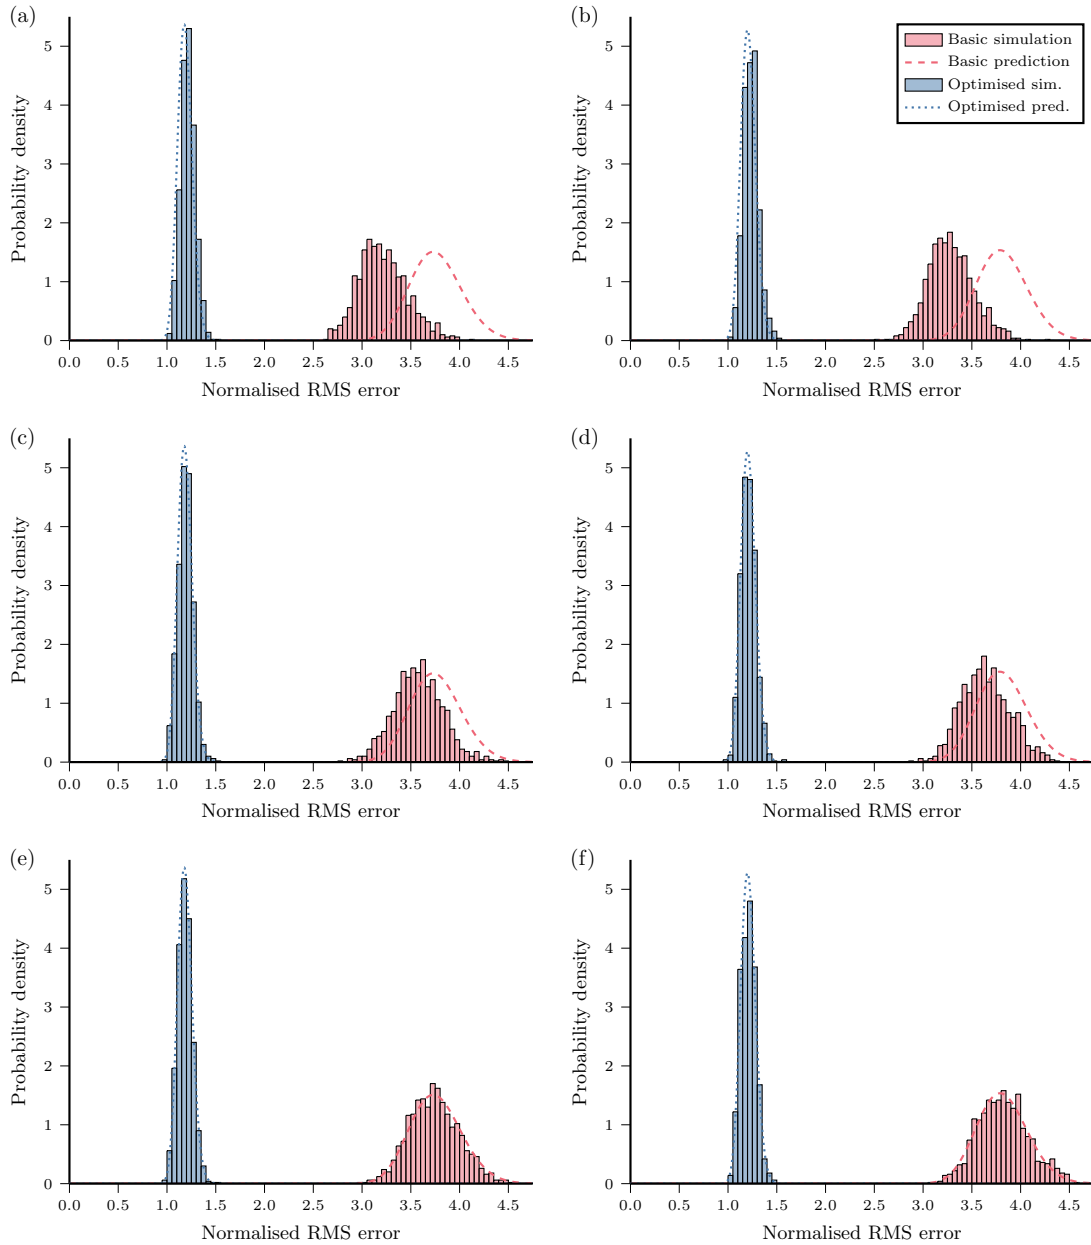 (a)
Probability density
5
4
3
2
1
0
0.0 0.5 1.0 1.5 2.0 2.5 3.0 3.5 4.0 4.5
Normalised RMS error
(b)
Probability density
5
4
3
2
1
0
0.0 0.5 1.0 1.5 2.0 2.5 3.0 3.5 4.0 4.5
Normalised RMS error
Basic simulation
Basic prediction
Optimised sim.
Optimised pred.
(c)
Probability density
5
4
3
2
1
0
0.0 0.5 1.0 1.5 2.0 2.5 3.0 3.5 4.0 4.5
Normalised RMS error
(d)
Probability density
5
4
3
2
1
0
0.0 0.5 1.0 1.5 2.0 2.5 3.0 3.5 4.0 4.5
Normalised RMS error
(e)
Probability density
5
4
3
2
1
0
0.0 0.5 1.0 1.5 2.0 2.5 3.0 3.5 4.0 4.5
Normalised RMS error
(f)
Probability density
5
4
3
2
1
0
0.0 0.5 1.0 1.5 2.0 2.5 3.0 3.5 4.0 4.5
Normalised RMS error